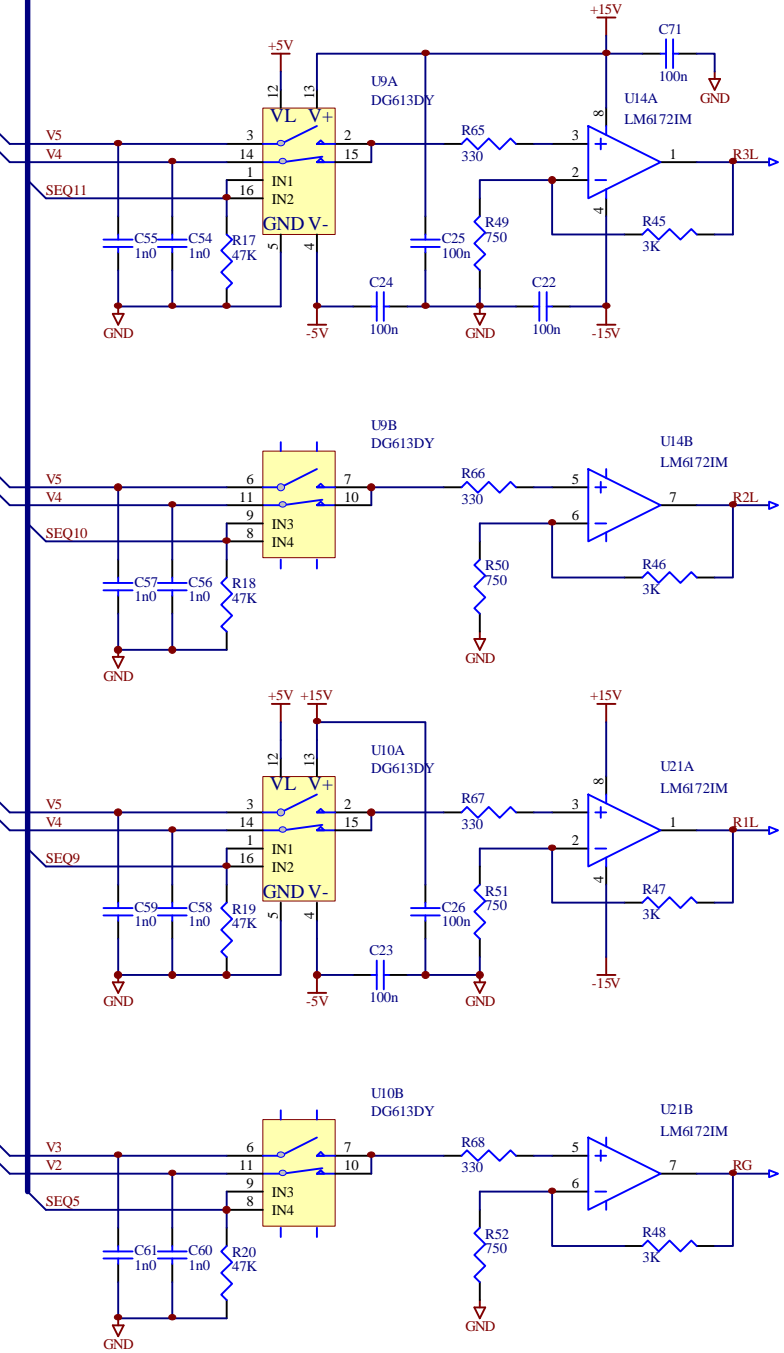 +15V
+5V
C71
100n
GND
U9A
DG613DY
12
13
VL V+
8
U14A
LM6172IM
V5
3
2
R65
330
3
1
R3L
V4
14
15
1
IN1
2
SEQ11
16
IN2
GND V-
5
4
4
C55
1n0
C54
1n0
R17
47K
C25
100n
R49
750
R45
3K
C24
100n
C22
100n
GND
-5V
GND
-15V
U9B
DG613DY
U14B
LM6172IM
V5
6
7
R66
330
5
7
R2L
V4
11
10
9
IN3
6
SEQ10
8
IN4
C57
1n0
C56
1n0
R18
47K
R50
750
R46
3K
GND
GND
+5V
+15V
+15V
12
13
VL V+
U10A
DG613DY
8
U21A
LM6172IM
V5
3
2
R67
330
3
1
R1L
V4
14
15
1
IN1
2
SEQ9
16
IN2
GND V-
5
4
4
C59
1n0
C58
1n0
R19
47K
C26
100n
R51
750
R47
3K
C23
100n
GND
-5V
GND
-15V
U10B
DG613DY
U21B
LM6172IM
V3
6
7
R68
330
5
7
RG
V2
11
10
9
IN3
6
SEQ5
8
IN4
C61
1n0
C60
1n0
R20
47K
R52
750
R48
3K
GND
GND